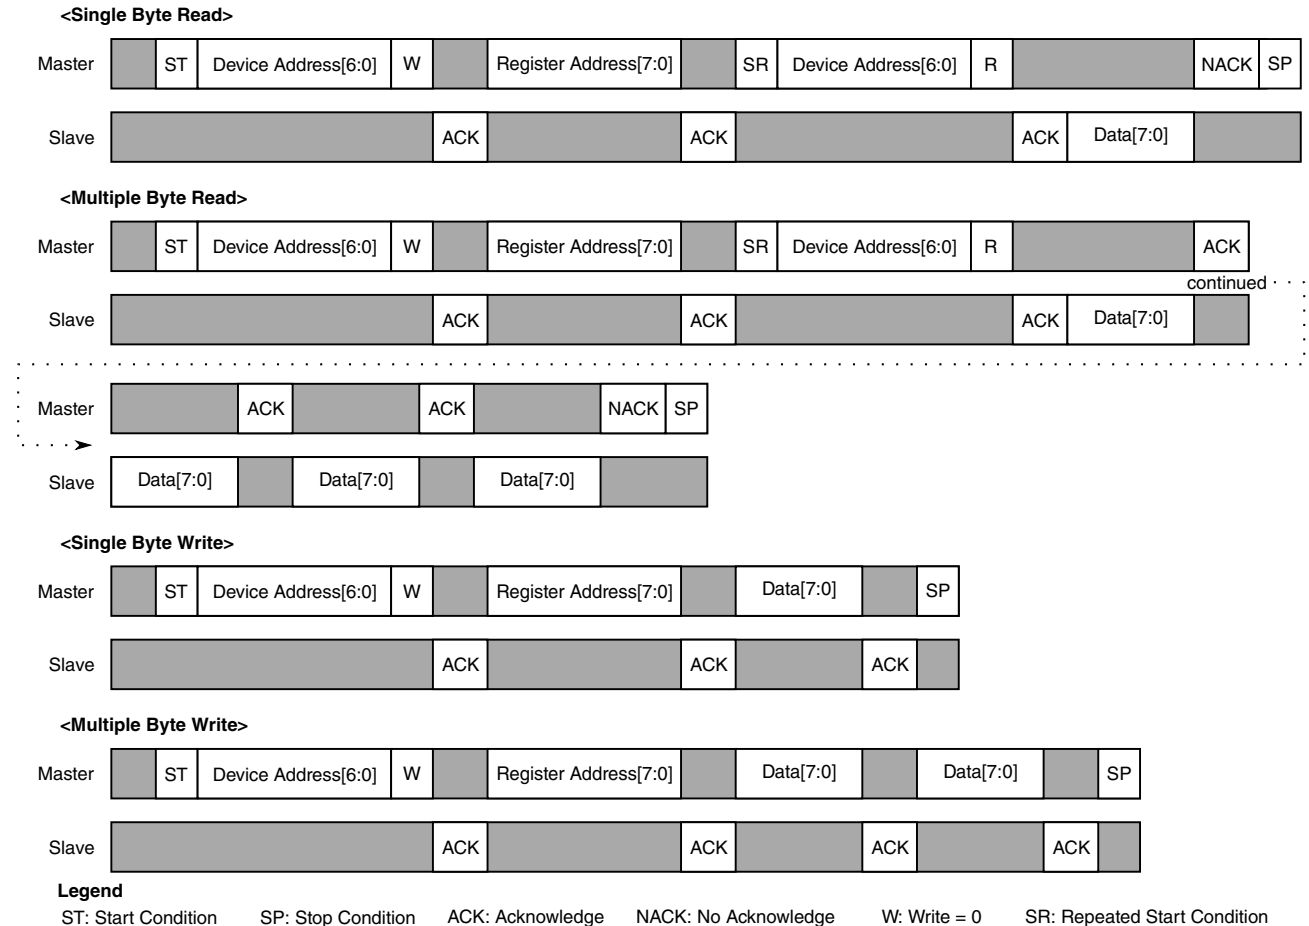 <Single Byte Read>
Master ST Device Address[6:0] W Register Address[7:0] SR Device Address[6:0] R NACK SP
Slave ACK ACK ACK Data[7:0]
<Multiple Byte Read>
Master ST Device Address[6:0] W Register Address[7:0] SR Device Address[6:0] R ACK
continued
Slave ACK ACK ACK Data[7:0]
Master ACK ACK NACK SP
Slave Data[7:0] Data[7:0] Data[7:0]
<Single Byte Write>
Master ST Device Address[6:0] W Register Address[7:0] Data[7:0] SP
Slave ACK ACK ACK
<Multiple Byte Write>
Master ST Device Address[6:0] W Register Address[7:0] Data[7:0] Data[7:0] SP
Slave ACK ACK ACK ACK
Legend
ST: Start Condition SP: Stop Condition ACK: Acknowledge NACK: No Acknowledge W: Write = 0 SR: Repeated Start Condition